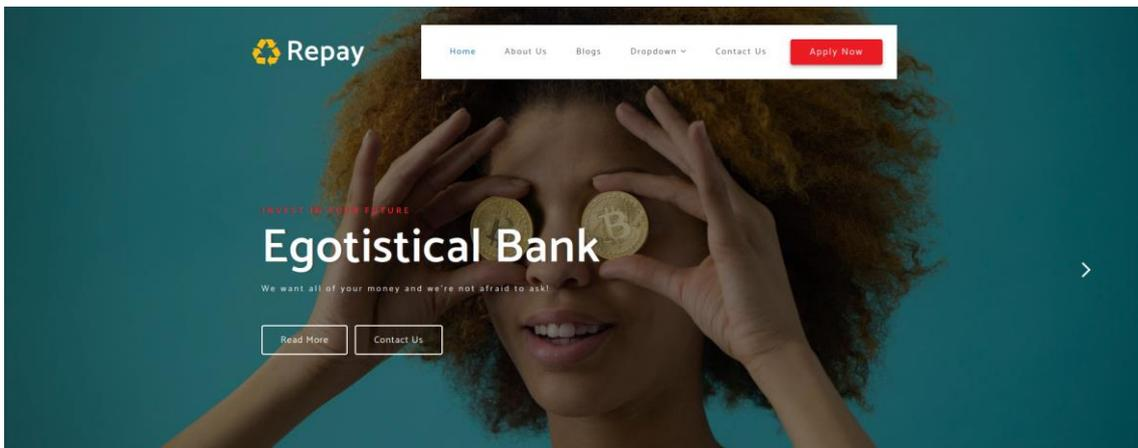 Repay
Home About Us Blogs Dropdown Contact Us Apply Now
INVEST IN YOUR FUTURE
Egotistical Bank
We want all of your money and we're not afraid to ask!
Read More Contact Us